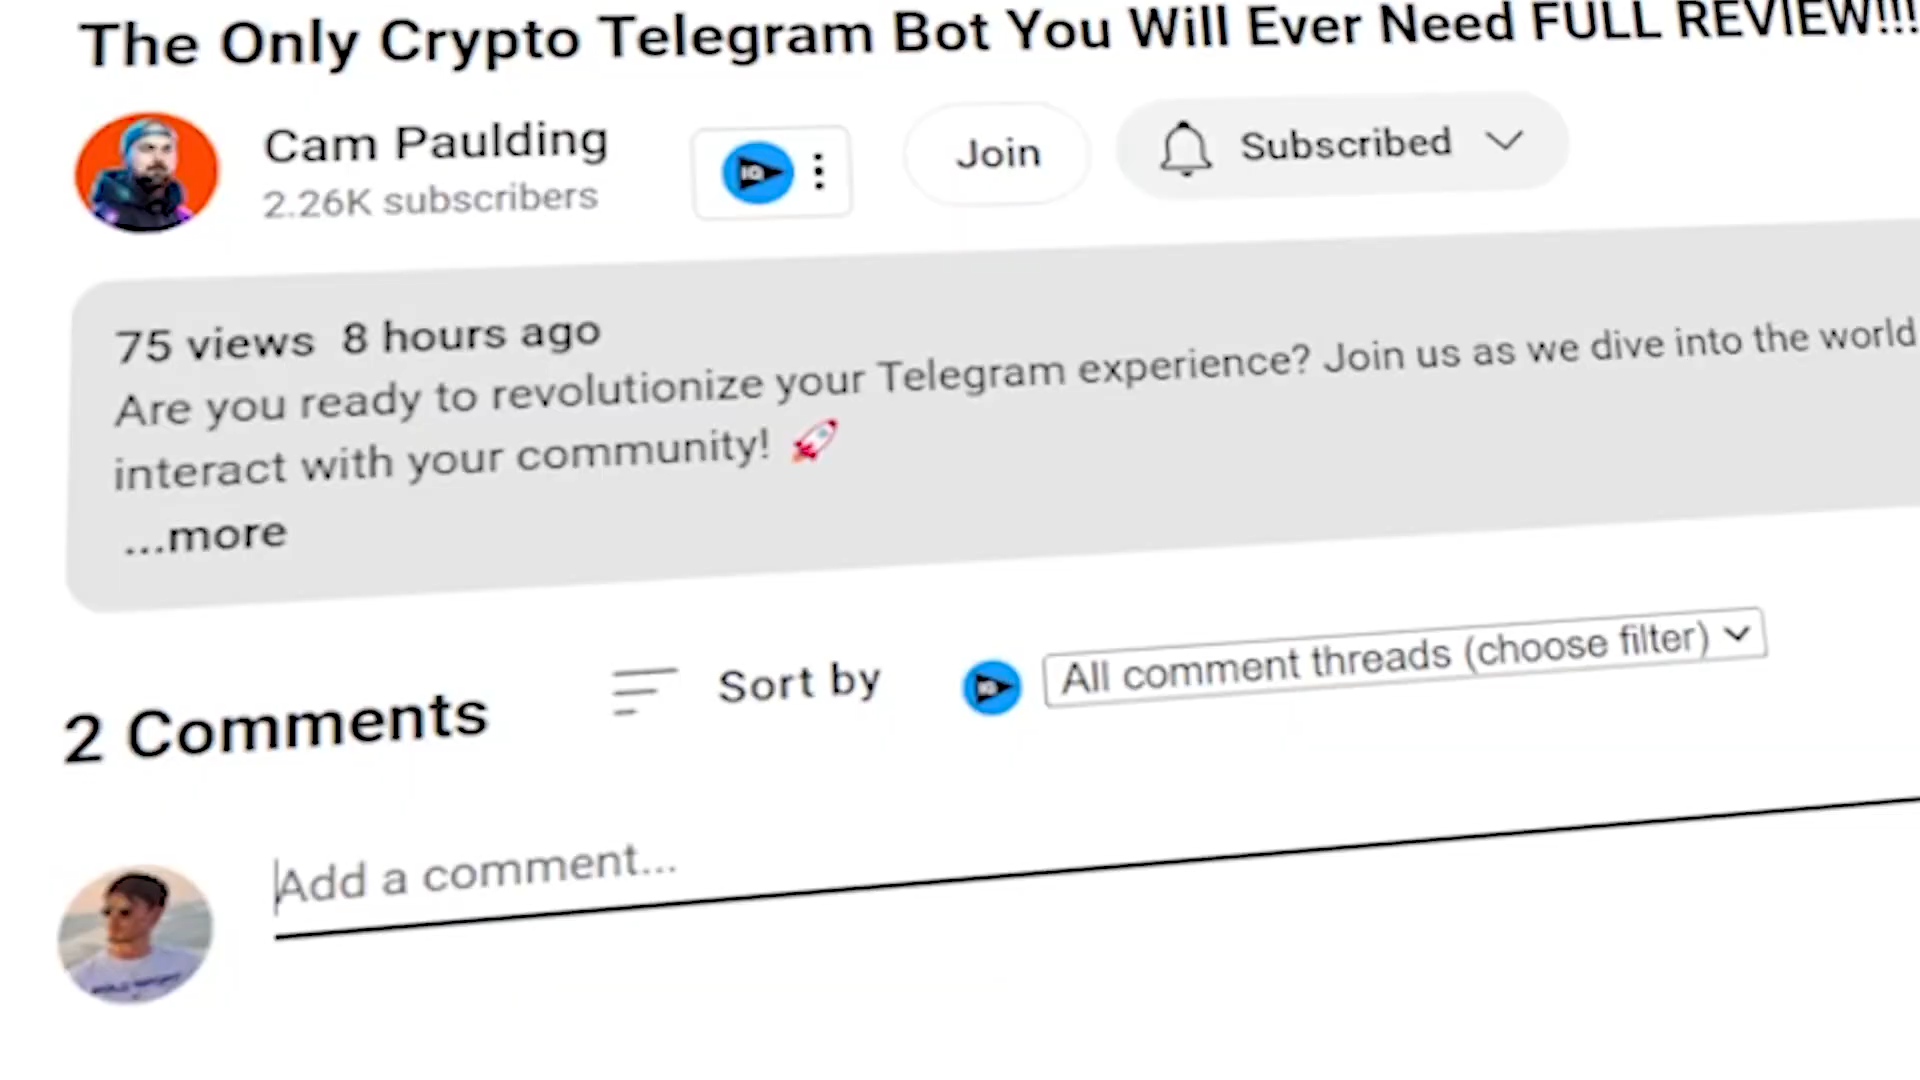 The Only Crypto Telegram Bot You Will Ever Need FULL REVIEW!!!
Cam Paulding
2.26K subscribers
IQ
Join
Subscribed
75 views 8 hours ago
Are you ready to revolutionize your Telegram experience? Join us as we dive into the world
interact with your community! 🚀
...more
2 Comments
Sort by
All comment threads (choose filter)
Add a comment...